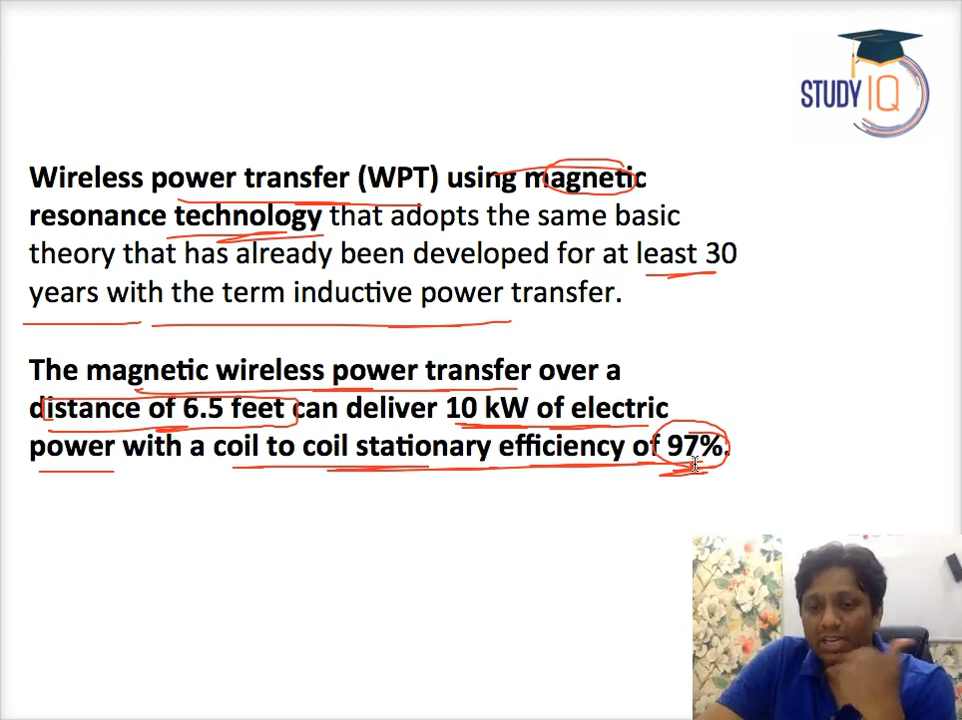 STUDY IQ
Wireless power transfer (WPT) using magnetic
resonance technology that adopts the same basic
theory that has already been developed for at least 30
years with the term inductive power transfer.
The magnetic wireless power transfer over a
distance of 6.5 feet can deliver 10 kW of electric
power with a coil to coil stationary efficiency of 97%.